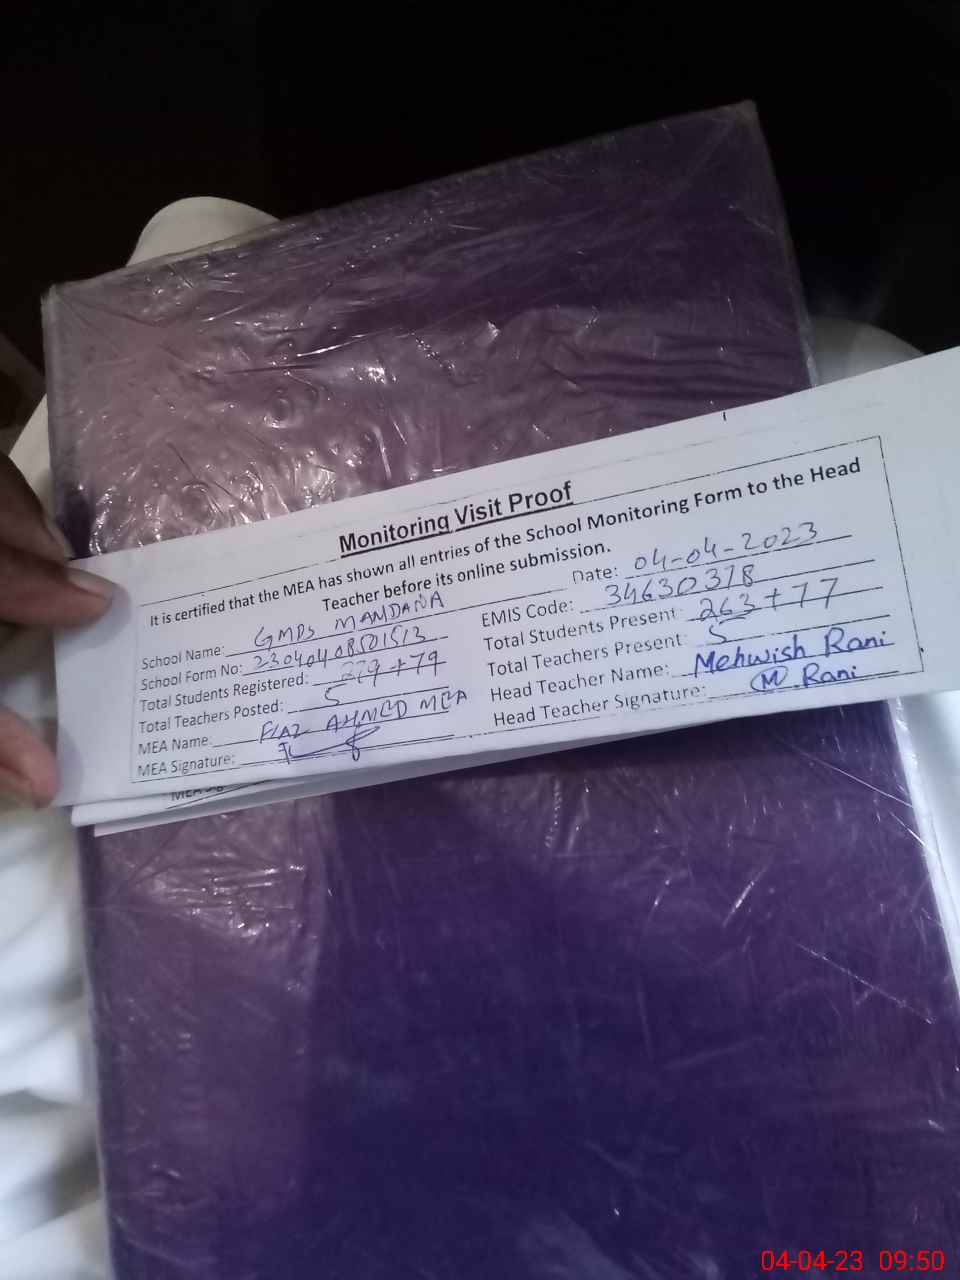 Monitoring Visit Proof
It is certified that the MEA has shown all entries of the School Monitoring Form to the Head
Teacher before its online submission.
Date: 04-04-2023
School Name: GMPS MANDANA
EMIS Code: 34630378
School Form No:
Total Students Present: 263+77
Total Students Registered: 279+79
Total Teachers Present: 5
Total Teachers Posted: 5
Head Teacher Name: Mehwish Rani
MEA Name: AHMED MEA
Head Teacher Signature: M Rani
MEA Signature:
04-04-23 09:50